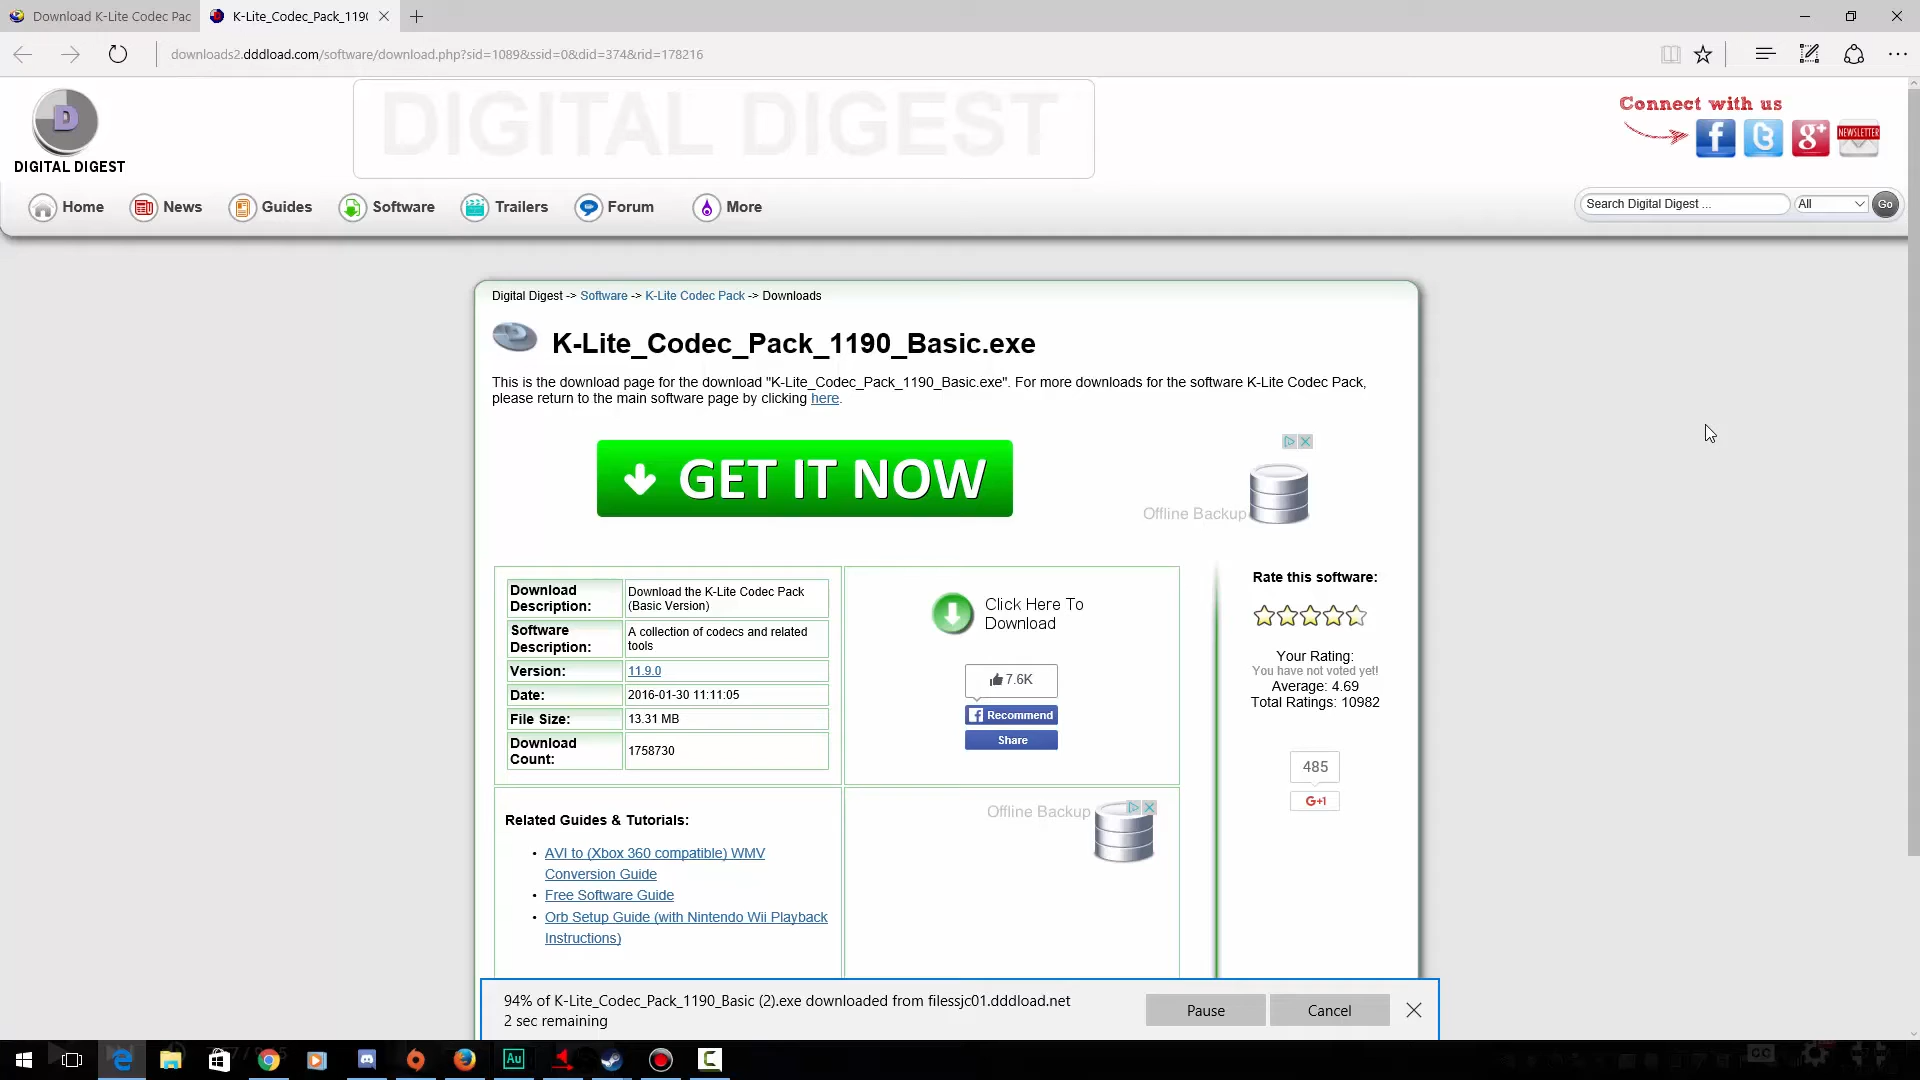 Download K-Lite Codec Pac
K-Lite_Codec_Pack_119(
downloads2.dddload.com/software/download.php?sid=1089&ssid=0&did=374&rid=178216
D
DIGITAL DIGEST
DIGITAL DIGEST
Connect with us
NEWSLETTER
Home
News
Guides
Software
Trailers
Forum
More
Search Digital Digest ...
All
Go
Digital Digest -> Software -> K-Lite Codec Pack -> Downloads
K-Lite_Codec_Pack_1190_Basic.exe
This is the download page for the download "K-Lite_Codec_Pack_1190_Basic.exe". For more downloads for the software K-Lite Codec Pack,
please return to the main software page by clicking here.
GET IT NOW
Offline Backup
Download
Description:
Download the K-Lite Codec Pack
(Basic Version)
Software
Description:
A collection of codecs and related
tools
Version:
11.9.0
Date:
2016-01-30 11:11:05
File Size:
13.31 MB
Download
Count:
1758730
Click Here To
Download
7.6K
Recommend
Share
Rate this software:
Your Rating:
You have not voted yet!
Average: 4.69
Total Ratings: 10982
485
G+1
Related Guides & Tutorials:
• AVI to (Xbox 360 compatible) WMV
Conversion Guide
• Free Software Guide
• Orb Setup Guide (with Nintendo Wii Playback
Instructions)
Offline Backup
94% of K-Lite_Codec_Pack_1190_Basic (2).exe downloaded from filessjc01.dddload.net
2 sec remaining
Pause
Cancel
Au